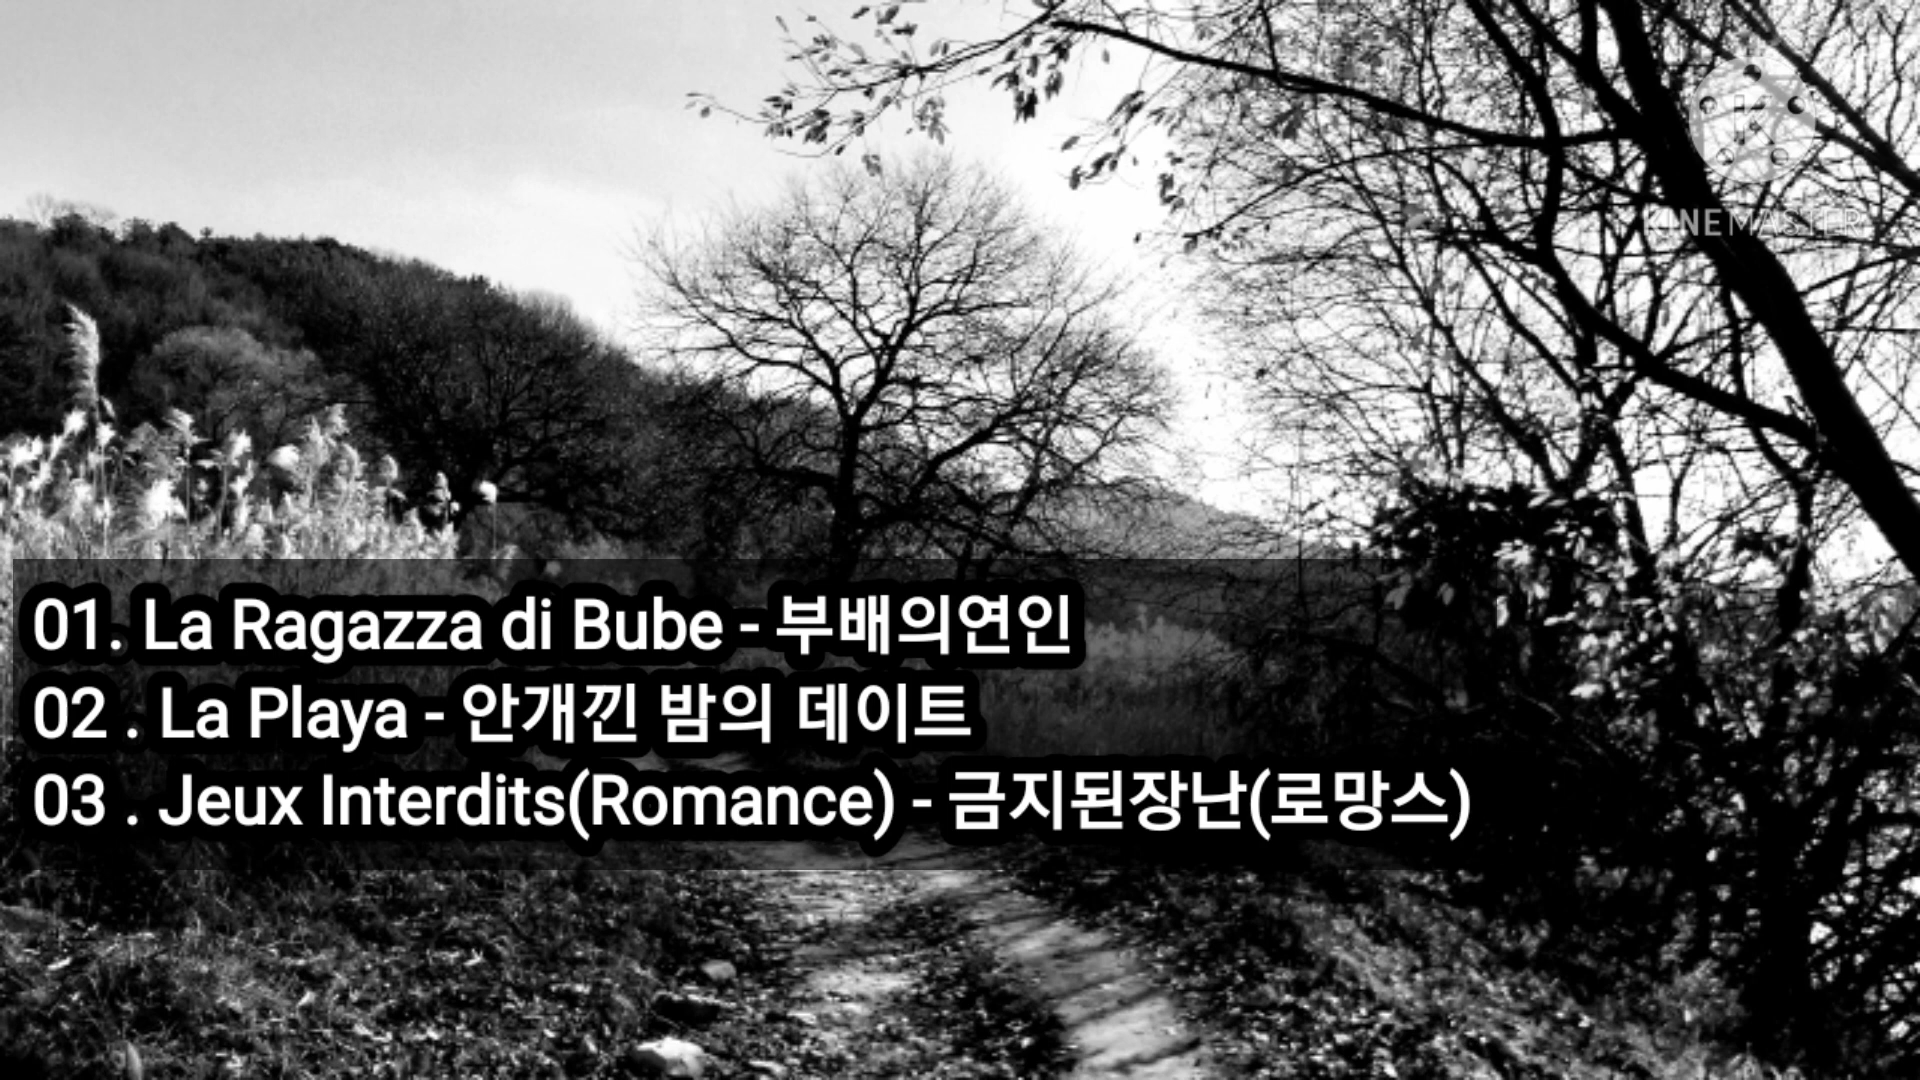 KINEMASTER
01. La Ragazza di Bube - 부배의연인
02 . La Playa - 안개낀 밤의 데이트
03 . Jeux Interdits(Romance) - 금지된장난(로망스)